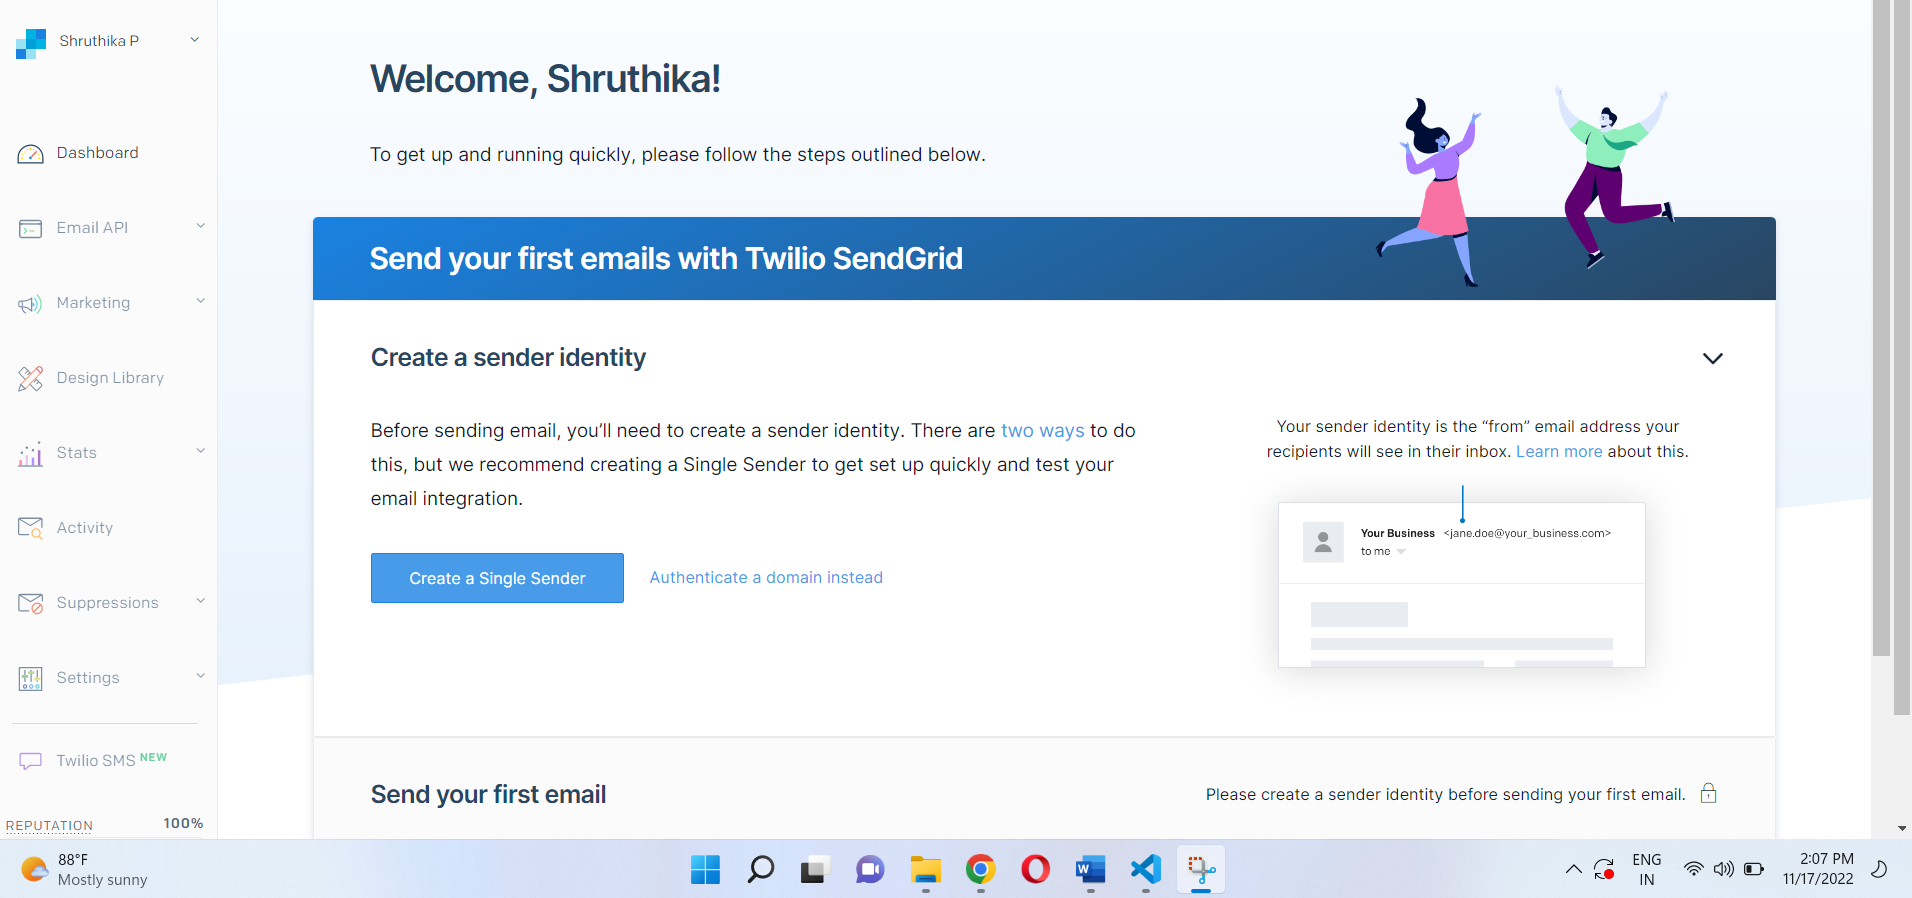 Shruthika P
Dashboard
Email API
Marketing
Design Library
Stats
Activity
Suppressions
Settings
Twilio SMS NEW
REPUTATION 100%
Welcome, Shruthika!
To get up and running quickly, please follow the steps outlined below.
Send your first emails with Twilio SendGrid
Create a sender identity
Before sending email, you’ll need to create a sender identity. There are two ways to do
this, but we recommend creating a Single Sender to get set up quickly and test your
email integration.
Create a Single Sender
Authenticate a domain instead
Your sender identity is the “from” email address your
recipients will see in their inbox. Learn more about this.
Your Business <jane.doe@your_business.com>
to me
Send your first email
Please create a sender identity before sending your first email.
88°F
Mostly sunny
W
ENG
IN
2:07 PM
11/17/2022